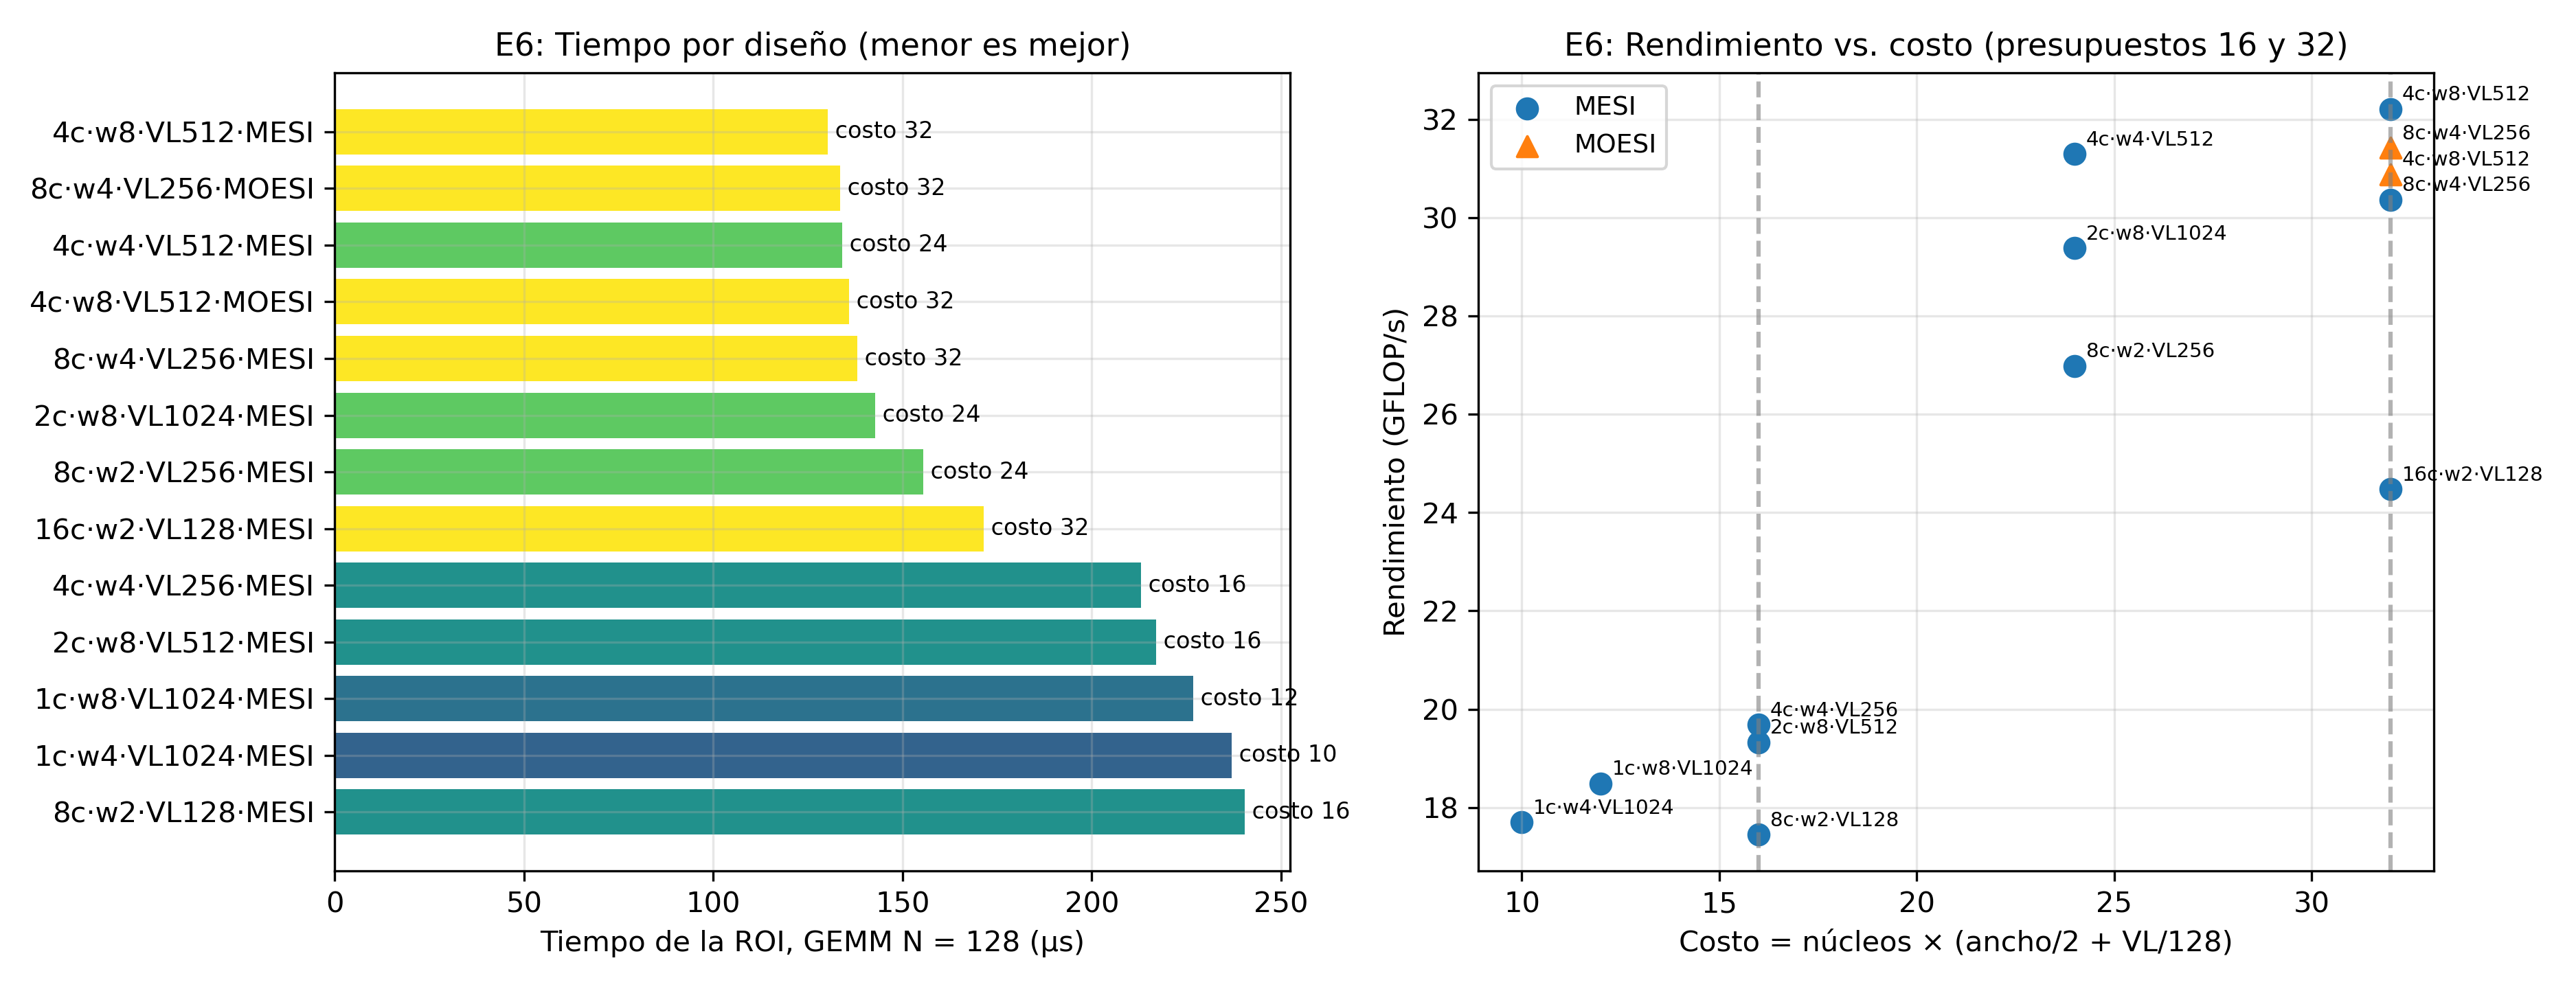 E6: Tiempo por diseño (menor es mejor)
4c·w8·VL512·MESI
costo 32
8c·w4·VL256·MOESI
costo 32
4c·w4·VL512·MESI
costo 24
4c·w8·VL512·MOESI
costo 32
8c·w4·VL256·MESI
costo 32
2c·w8·VL1024·MESI
costo 24
8c·w2·VL256·MESI
costo 24
16c·w2·VL128·MESI
costo 32
4c·w4·VL256·MESI
costo 16
2c·w8·VL512·MESI
costo 16
1c·w8·VL1024·MESI
costo 12
1c·w4·VL1024·MESI
costo 10
8c·w2·VL128·MESI
costo 16
0 50 100 150 200 250
Tiempo de la ROI, GEMM N = 128 (µs)
E6: Rendimiento vs. costo (presupuestos 16 y 32)
MESI
MOESI
Rendimiento (GFLOP/s)
32
30
28
26
24
22
20
18
4c·w8·VL512
8c·w4·VL256
4c·w4·VL512
4c·w8·VL512
8c·w4·VL256
2c·w8·VL1024
8c·w2·VL256
16c·w2·VL128
4c·w4·VL256
2c·w8·VL512
1c·w8·VL1024
1c·w4·VL1024
8c·w2·VL128
10 15 20 25 30
Costo = núcleos × (ancho/2 + VL/128)